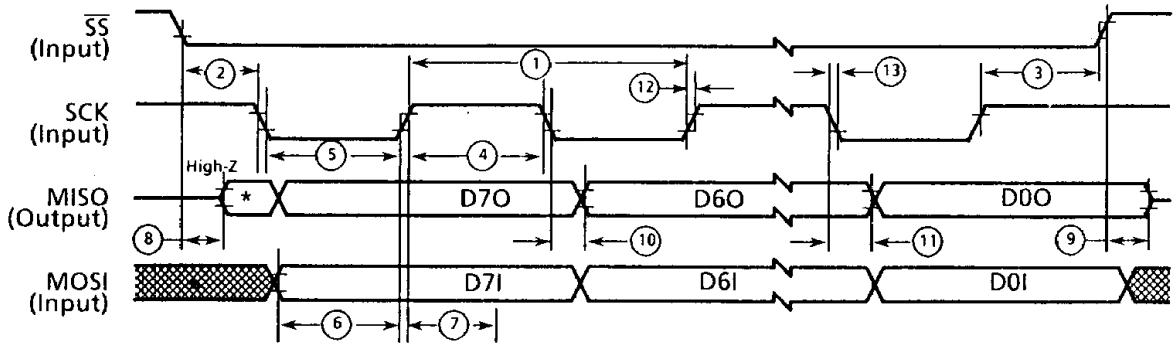 SS
(Input)
2
1
12
13
3
SCK
(Input)
5
4
High-Z
MISO
(Output)
*
D7O
D6O
D0O
8
10
11
9
MOSI
(Input)
D7I
D6I
D0I
6
7